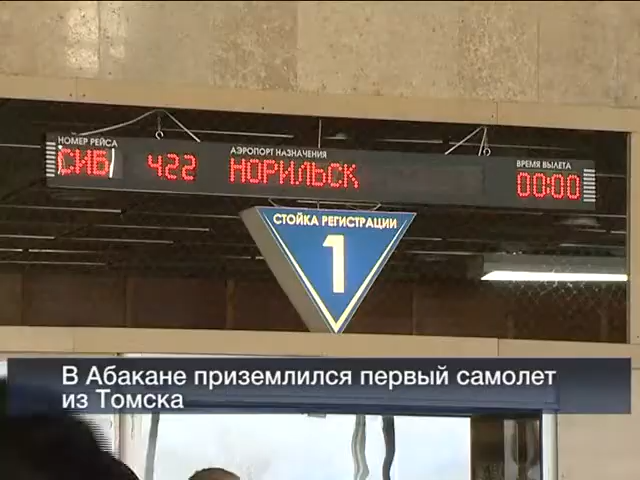 НОМЕР РЕЙСА
АЭРОПОРТ НАЗНАЧЕНИЯ
ВРЕМЯ ВЫЛЕТА
СИБ 422 НОРИЛЬСК 00:00
СТОЙКА РЕГИСТРАЦИИ
1
В Абакане приземлился первый самолет
из Томска